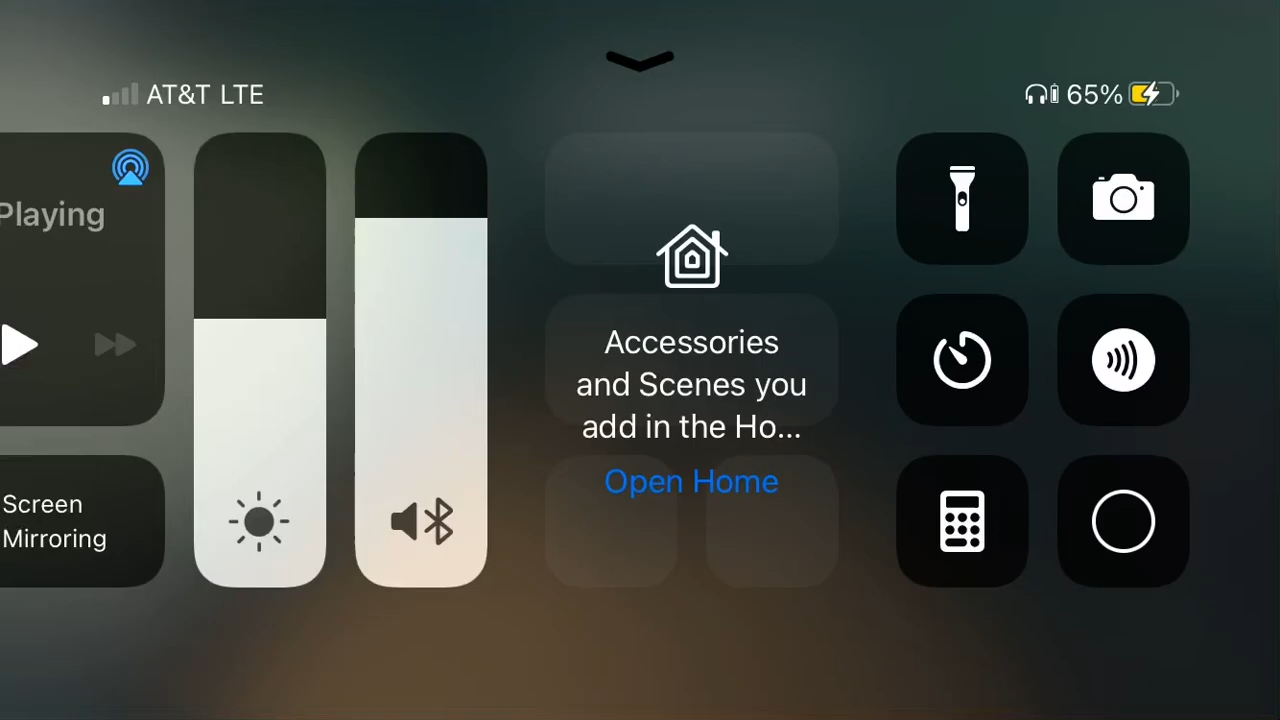 AT&T LTE
65%
Playing
Screen
Mirroring
Accessories
and Scenes you
add in the Ho...
Open Home